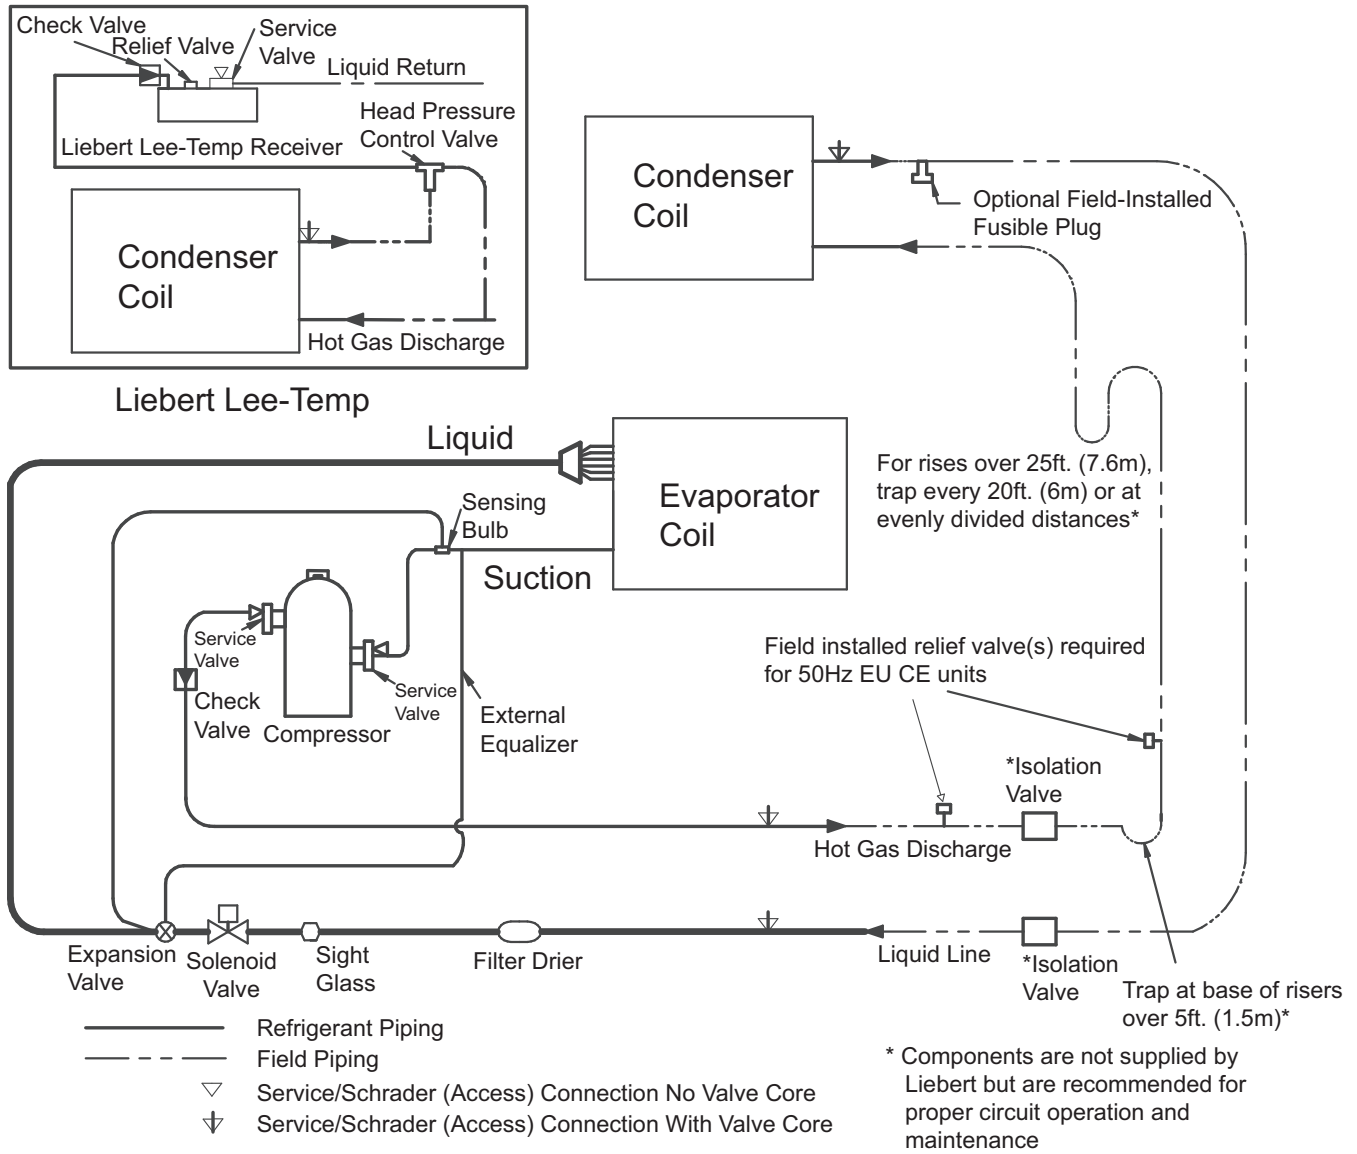 Check Valve
Relief Valve
Service
Valve
Liquid Return
Head Pressure
Control Valve
Liebert Lee-Temp Receiver
Condenser
Coil
Hot Gas Discharge
Liebert Lee-Temp
Condenser
Coil
Optional Field-Installed
Fusible Plug
Liquid
Evaporator
Coil
Sensing
Bulb
Suction
For rises over 25ft. (7.6m),
trap every 20ft. (6m) or at
evenly divided distances*
Service
Valve
Check
Valve
Compressor
Service
Valve
External
Equalizer
Field installed relief valve(s) required
for 50Hz EU CE units
*Isolation
Valve
Hot Gas Discharge
Expansion
Valve
Solenoid
Valve
Sight
Glass
Filter Drier
Liquid Line
*Isolation
Valve
Trap at base of risers
over 5ft. (1.5m)*
Refrigerant Piping
Field Piping
Service/Schrader (Access) Connection No Valve Core
Service/Schrader (Access) Connection With Valve Core
* Components are not supplied by
Liebert but are recommended for
proper circuit operation and
maintenance